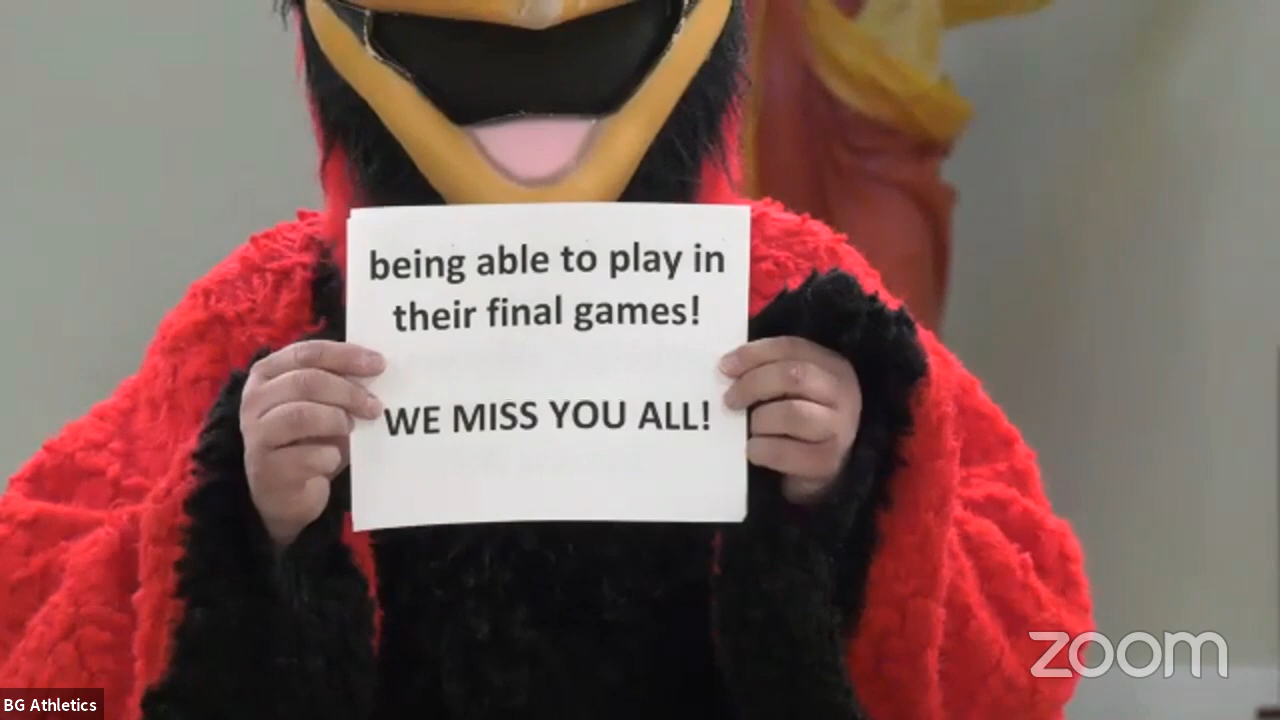 being able to play in
their final games!
WE MISS YOU ALL!
zoom
BG Athletics